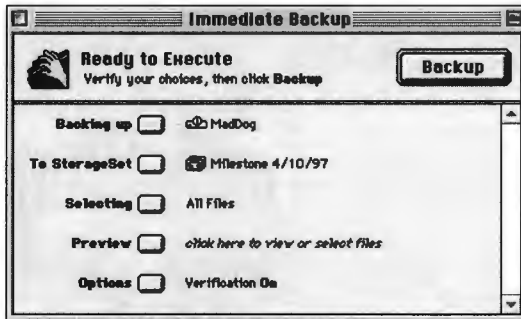 Immediate Backup
Ready to Execute
Verify your choices, then click Backup
Backup
Backing up MadDog
To StorageSet Milestone 4/10/97
Selecting All Files
Preview click here to view or select files
Options Verification On